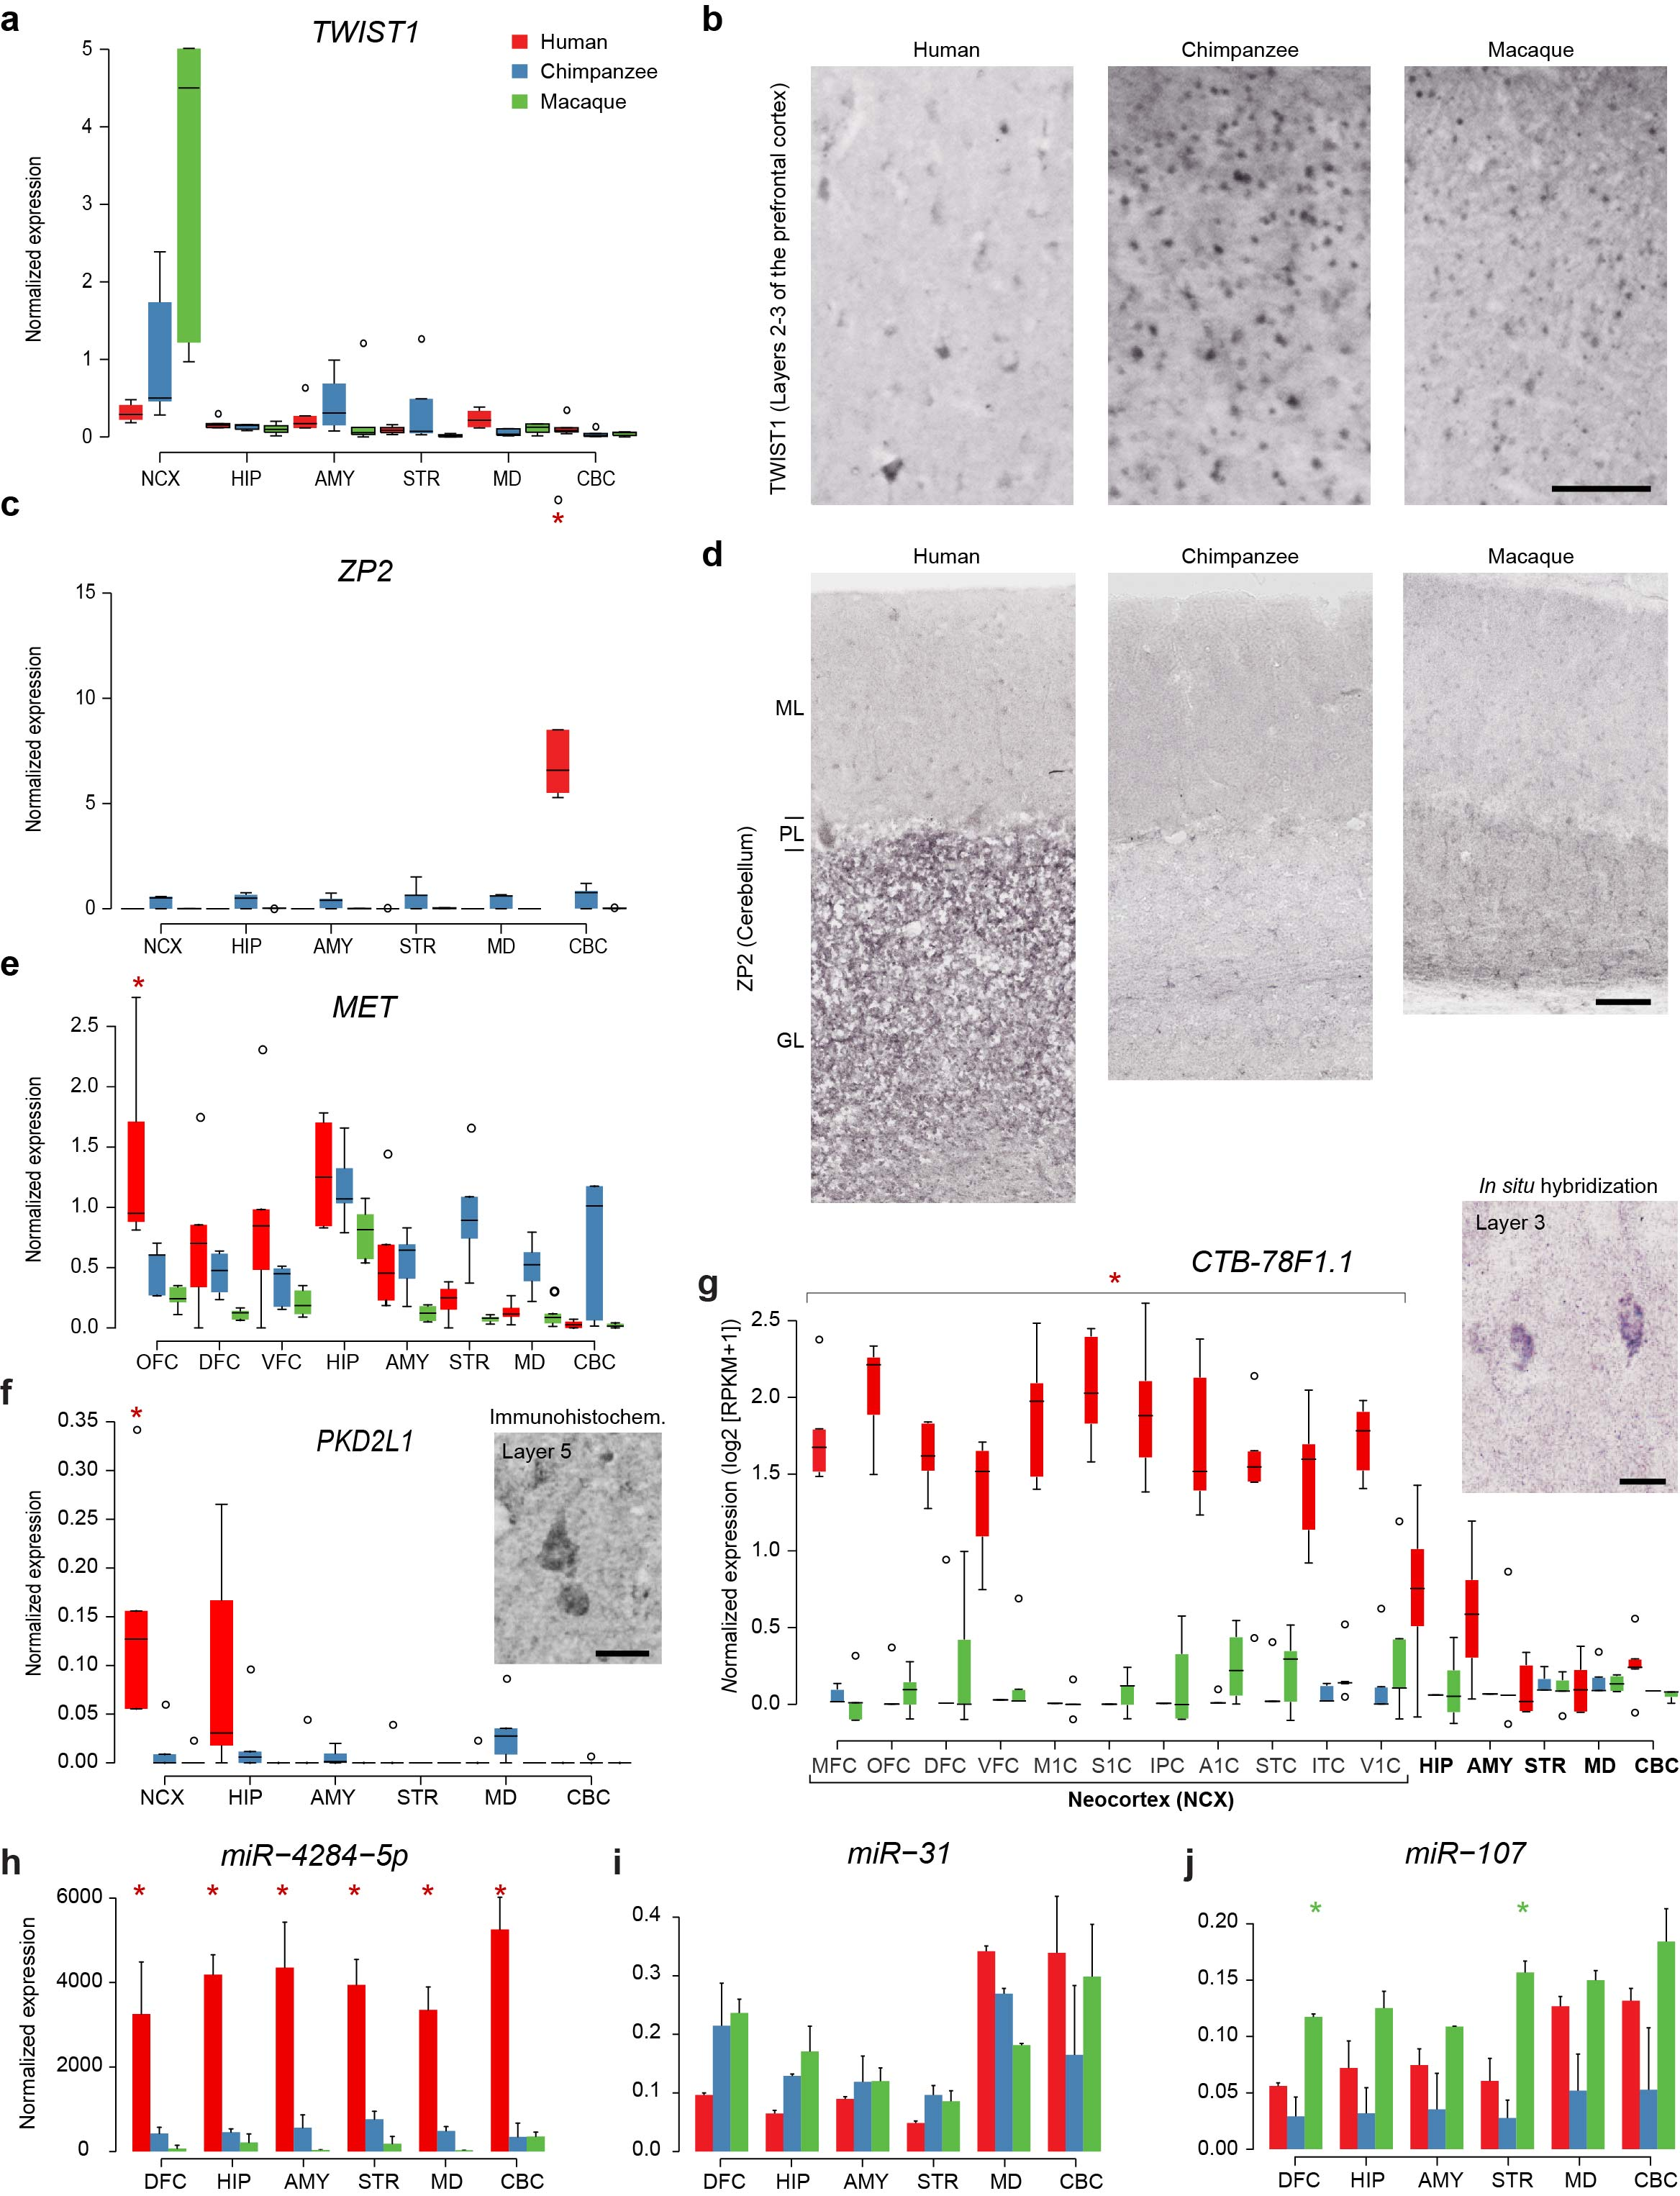 a
TWIST1
Human
Chimpanzee
Macaque
Normalized expression
5
4
3
2
1
0
NCX HIP AMY STR MD CBC
b
Human Chimpanzee Macaque
TWIST1 (Layers 2-3 of the prefrontal cortex)
c
*
ZP2
Normalized expression
15
10
5
0
NCX HIP AMY STR MD CBC
d
Human Chimpanzee Macaque
ZP2 (Cerebellum)
ML
PL
GL
e
*
MET
Normalized expression
2.5
2.0
1.5
1.0
0.5
0.0
OFC DFC VFC HIP AMY STR MD CBC
f
*
PKD2L1
Immunohistochem.
Layer 5
Normalized expression
0.35
0.30
0.25
0.20
0.15
0.10
0.05
0.00
NCX HIP AMY STR MD CBC
g
*
CTB-78F1.1
In situ hybridization
Layer 3
Normalized expression (log2 [RPKM+1])
2.5
2.0
1.5
1.0
0.5
0.0
MFC OFC DFC VFC M1C S1C IPC A1C STC ITC V1C HIP AMY STR MD CBC
Neocortex (NCX)
h
miR−4284−5p
* * * * * *
Normalized expression
6000
4000
2000
0
DFC HIP AMY STR MD CBC
i
miR−31
0.4
0.3
0.2
0.1
0.0
DFC HIP AMY STR MD CBC
j
miR−107
* *
0.20
0.15
0.10
0.05
0.00
DFC HIP AMY STR MD CBC